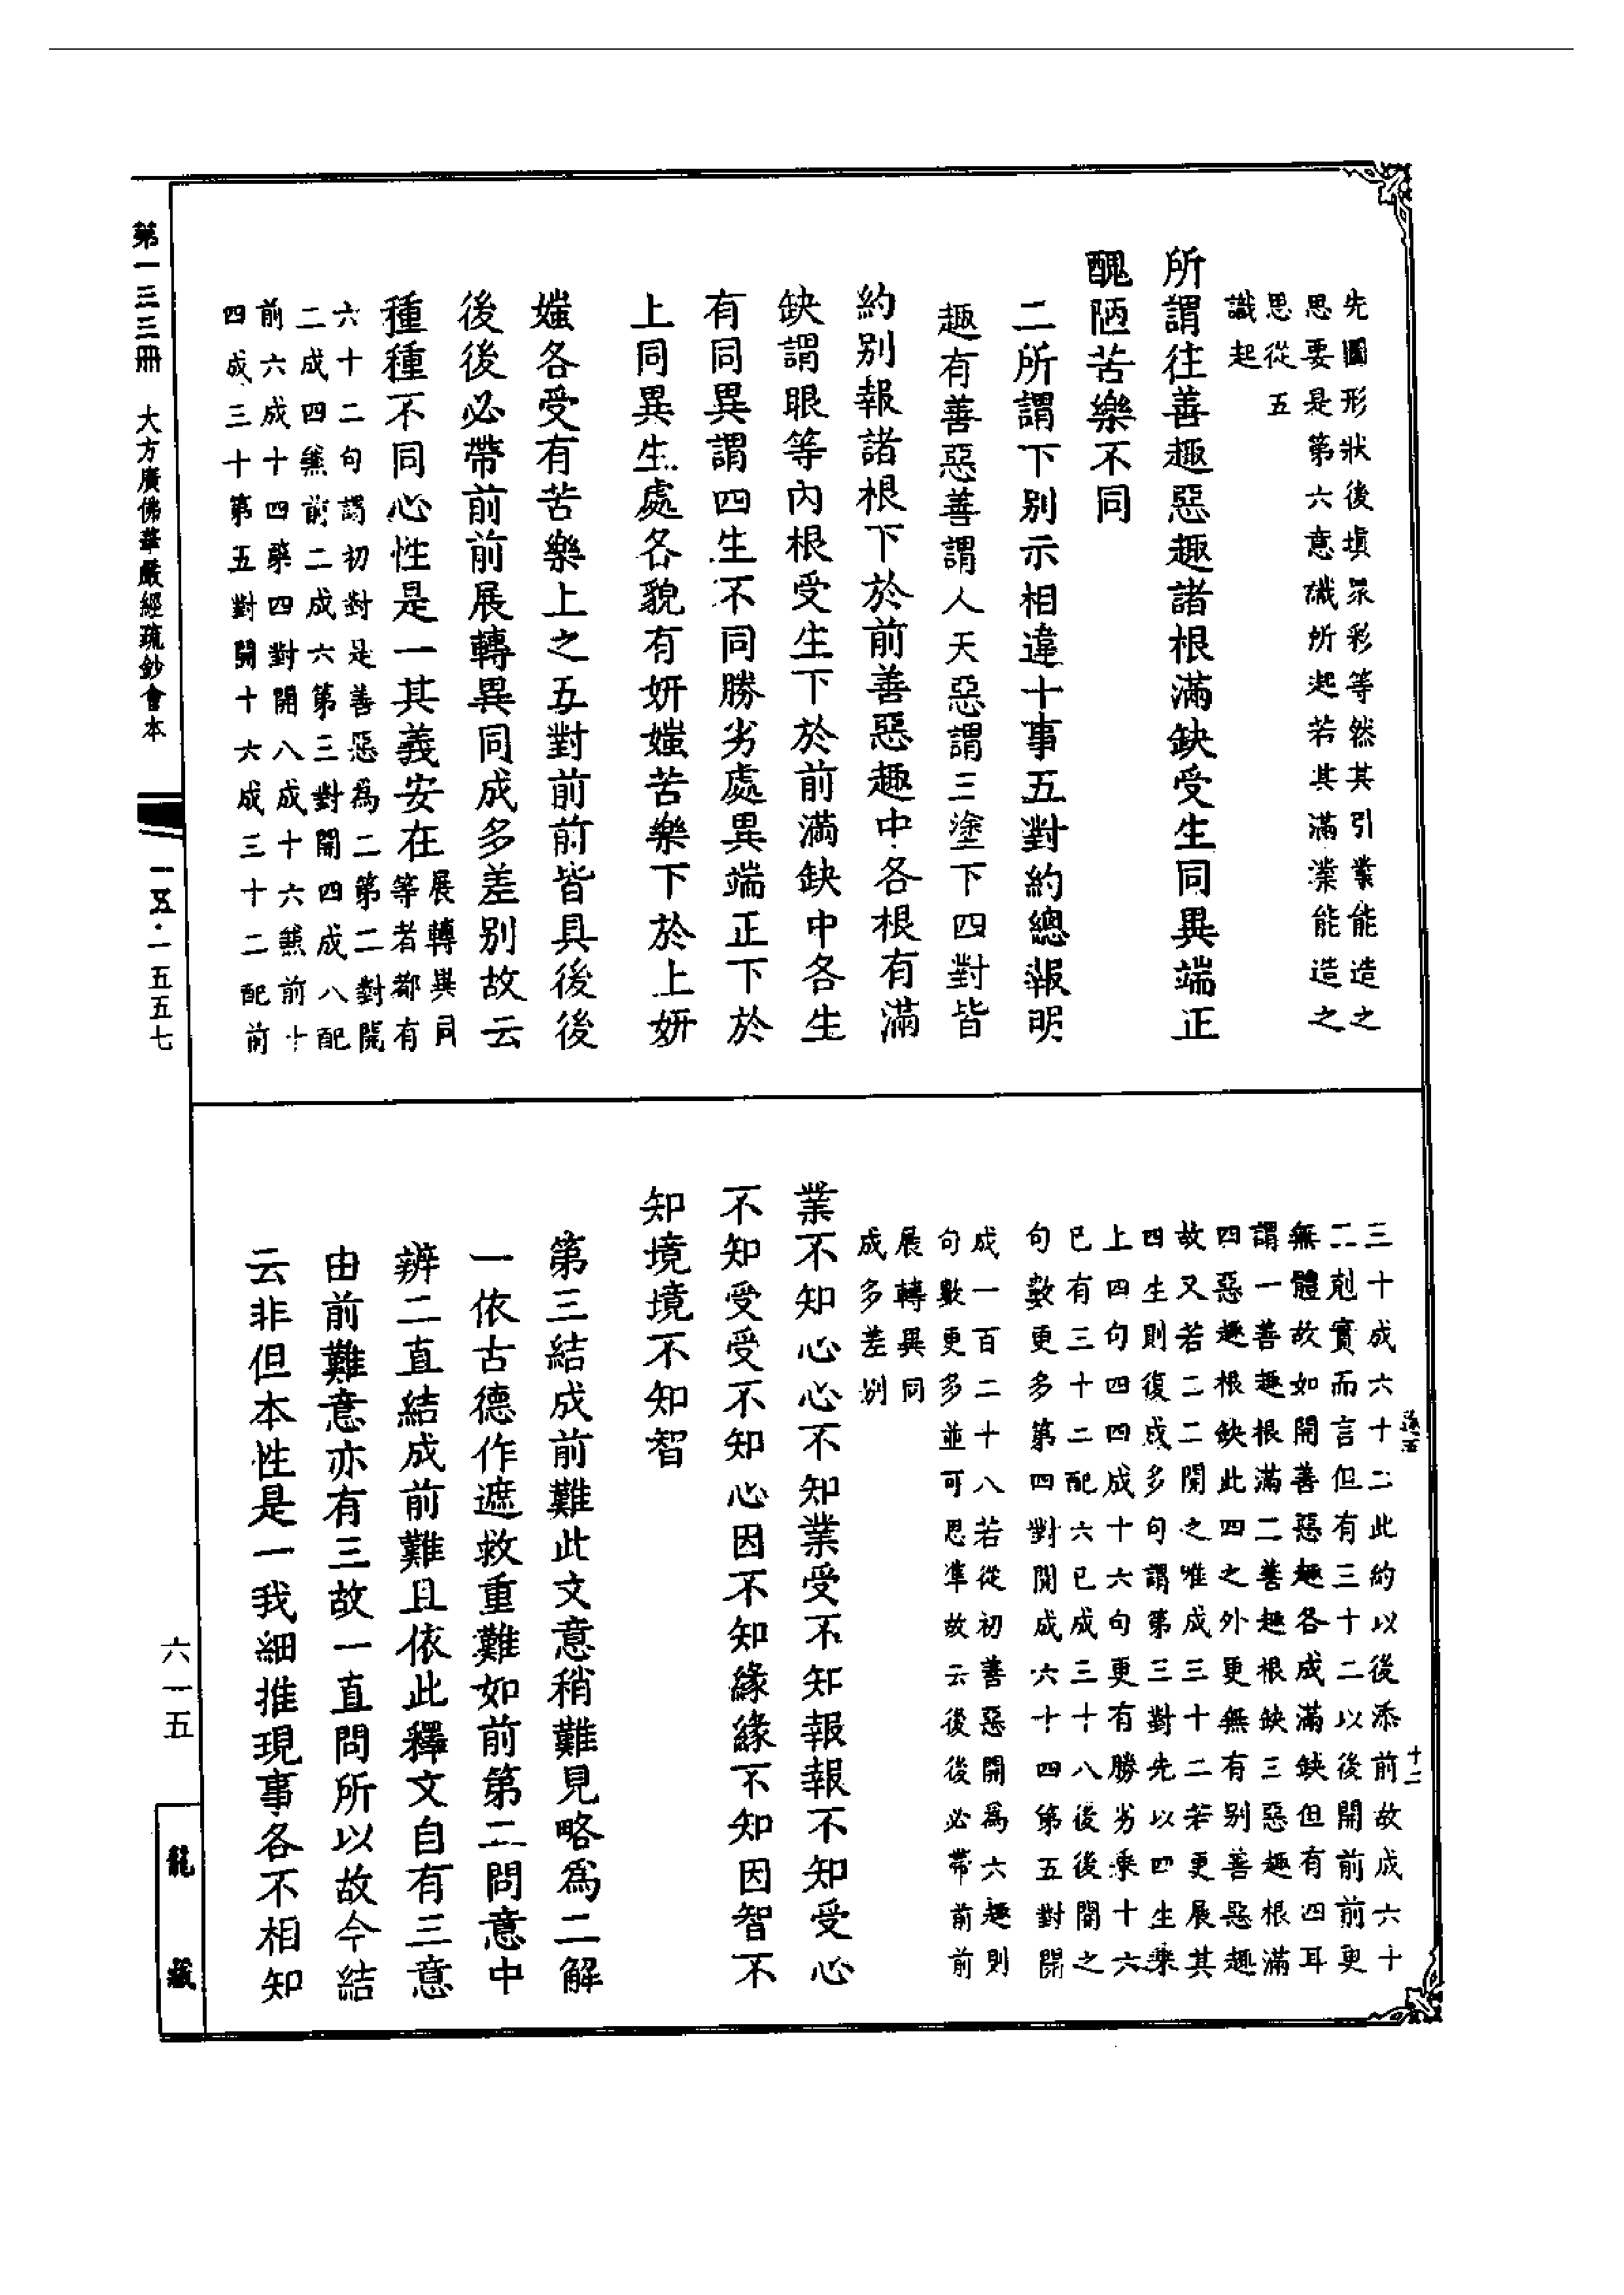 先圖形狀後塡眾彩等然其引業能造之
思要是第六意識所起若其滿業能造之
思從五
識起
所謂往善趣惡趣諸根滿缺受生同異端正
醜陋苦樂不同
二所謂下別示相違十事五對約總報明
趣有善惡善謂人天惡謂三塗下四對皆
約別報諸根下於前善惡趣中各根有滿
缺謂眼等內根受生下於前滿缺中各生
有同異謂四生不同勝劣處異端正下於
上同異生處各貌有妍媸苦樂下於上妍
媸各受有苦樂上之五對前前皆具後後
後後必帶前前展轉異同成多差別故云
種種不同心性是一其義安在
展轉異同
等者都有
六十二句謂初對是善惡為二第二對開
二成四兼前二成六第三對開四成八配
前六成十四第四對開八成十六兼前十
四成三十第五對開十六成三十二配前
第一三三冊 大方廣佛華嚴經疏鈔會本 一五·一五五七
三十成六十二此約以後添前故成六十
二剋實而言但有三十二以後開前前更
無體故如開善惡趣各成滿缺但有四耳
謂一善趣根滿二善趣根缺三惡趣根滿
四惡趣根缺此四之外更無有別善惡趣
故又若二二開之唯成三十二若更展其
四生則復成多句謂第三對先以四生乘
上四句四四成十六句更有勝劣乘十六
已有三十二配六已成三十八後後開之
句數更多第四對開成六十四第五對開
成一百二十八若從初善惡開為六趣則
句數更多並可思準故云後後必帶前前
展轉異同
成多差別
業不知心心不知業受不知報報不知受心
不知受受不知心因不知緣緣不知因智不
知境境不知智
第三結成前難此文意稍難見略為二解
一依古德作遮救重難如前第二問意中
辨二直結成前難且依此釋文自有三意
由前難意亦有三故一直問所以故今結
云非但本性是一我細推現事各不相知
十二
六一五
龍藏